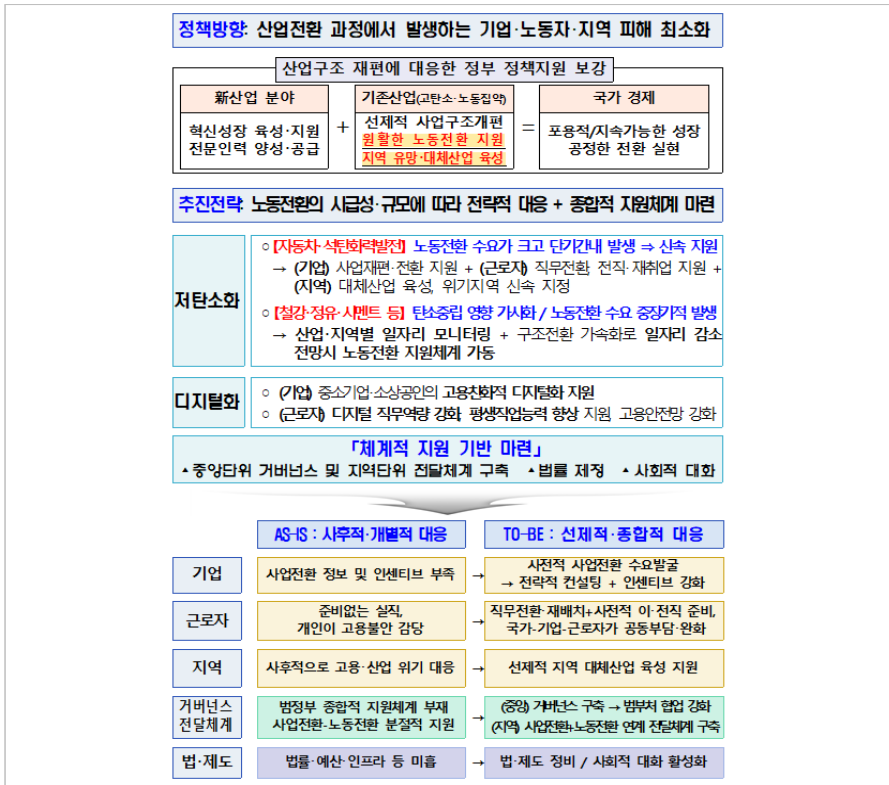 정책방향: 산업전환 과정에서 발생하는 기업·노동자·지역 피해 최소화
산업구조 재편에 대응한 정부 정책지원 보강
新산업 분야
혁신성장 육성·지원
전문인력 양성·공급
+
기존산업(고탄소·노동집약)
선제적 사업구조개편
원활한 노동전환 지원
지역 유망·대체산업 육성
=
국가 경제
포용적/지속가능한 성장
공정한 전환 실현
추진전략: 노동전환의 시급성·규모에 따라 전략적 대응 + 종합적 지원체계 마련
저탄소화
○ 【자동차·석탄화력발전】 노동전환 수요가 크고 단기간내 발생 ⇒ 신속 지원
→ (기업) 사업재편·전환 지원 + (근로자) 직무전환, 전직·재취업 지원 +
(지역) 대체산업 육성, 위기지역 신속 지정
○ 【철강·정유·시멘트 등】 탄소중립 영향 가시화 / 노동전환 수요 중장기적 발생
→ 산업·지역별 일자리 모니터링 + 구조전환 가속화로 일자리 감소
전망시 노동전환 지원체계 가동
디지털화
○ (기업) 중소기업·소상공인의 고용친화적 디지털화 지원
○ (근로자) 디지털 직무역량 강화, 평생직업능력 향상 지원, 고용안전망 강화
「체계적 지원 기반 마련」
▴중앙단위 거버넌스 및 지역단위 전달체계 구축 ▴법률 제정 ▴사회적 대화
AS-IS : 사후적·개별적 대응
TO-BE : 선제적·종합적 대응
기업
사업전환 정보 및 인센티브 부족
→
사전적 사업전환 수요발굴
→ 전략적 컨설팅 + 인센티브 강화
근로자
준비없는 실직,
개인이 고용불안 감당
→
직무전환·재배치+사전적 이·전직 준비,
국가-기업-근로자가 공동부담·완화
지역
사후적으로 고용·산업 위기 대응
→
선제적 지역 대체산업 육성 지원
거버넌스
전달체계
범정부 종합적 지원체계 부재
사업전환-노동전환 분절적 지원
→
(중앙) 거버넌스 구축 → 범부처 협업 강화
(지역) 사업전환+노동전환 연계 전달체계 구축
법·제도
법률·예산·인프라 등 미흡
→
법·제도 정비 / 사회적 대화 활성화